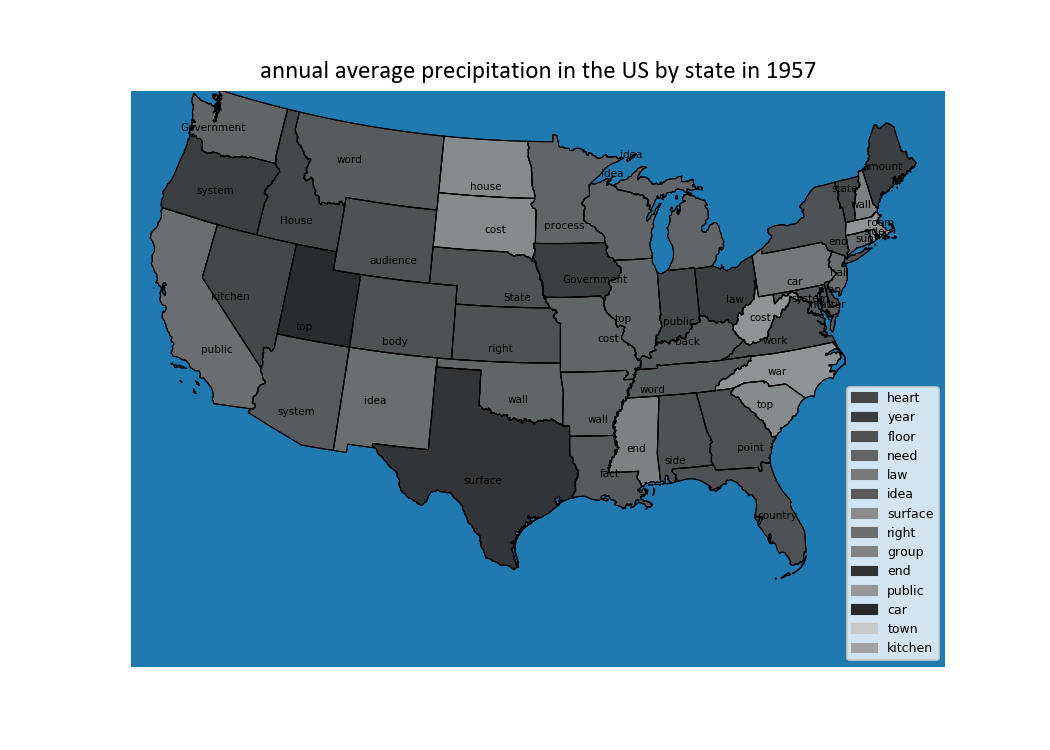 annual average precipitation in the US by state in 1957
Government
word
system
House
house
cost
process
idea
idea
audience
State
Government
kitchen
top
body
right
public
system
idea
wall
surface
cost
top
public
law
back
word
wall
fact
end
side
point
country
top
war
work
cost
car
end
state
wall
amount
room
system
heart
year
floor
need
law
idea
surface
right
group
end
public
car
town
kitchen